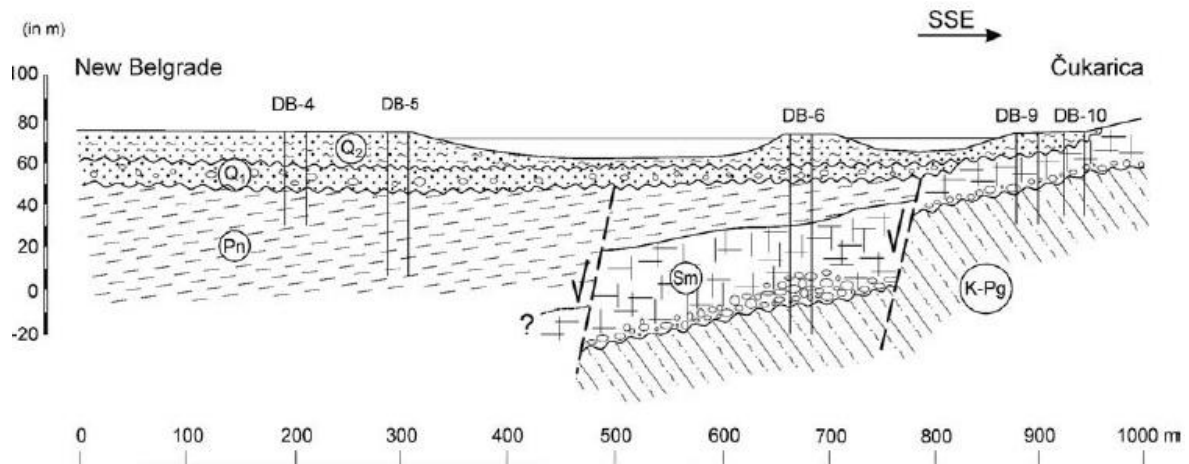 (in m)
SSE
New Belgrade
Čukarica
100
80
60
40
20
0
-20
DB-4
DB-5
DB-6
DB-9
DB-10
Q2
Q1
Pn
Sm
K-Pg
?
0 100 200 300 400 500 600 700 800 900 1000 m